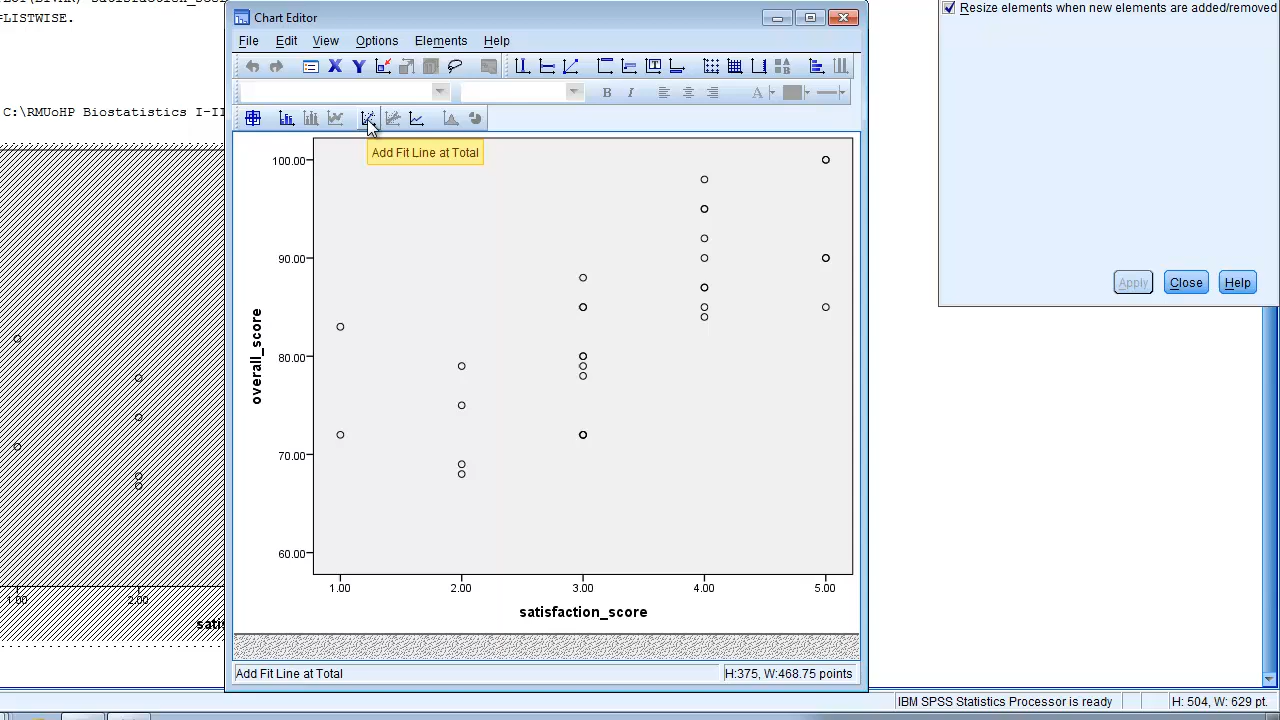 =LISTWISE.
C:\RMUoHP Biostatistics I-II
1.00
2.00
Chart Editor
File Edit View Options Elements Help
X Y
B I
A
Add Fit Line at Total
100.00
90.00
80.00
70.00
60.00
overall_score
1.00 2.00 3.00 4.00 5.00
satisfaction_score
Add Fit Line at Total
H:375, W:468.75 points
Resize elements when new elements are added/removed
Apply Close Help
IBM SPSS Statistics Processor is ready
H: 504, W: 629 pt.